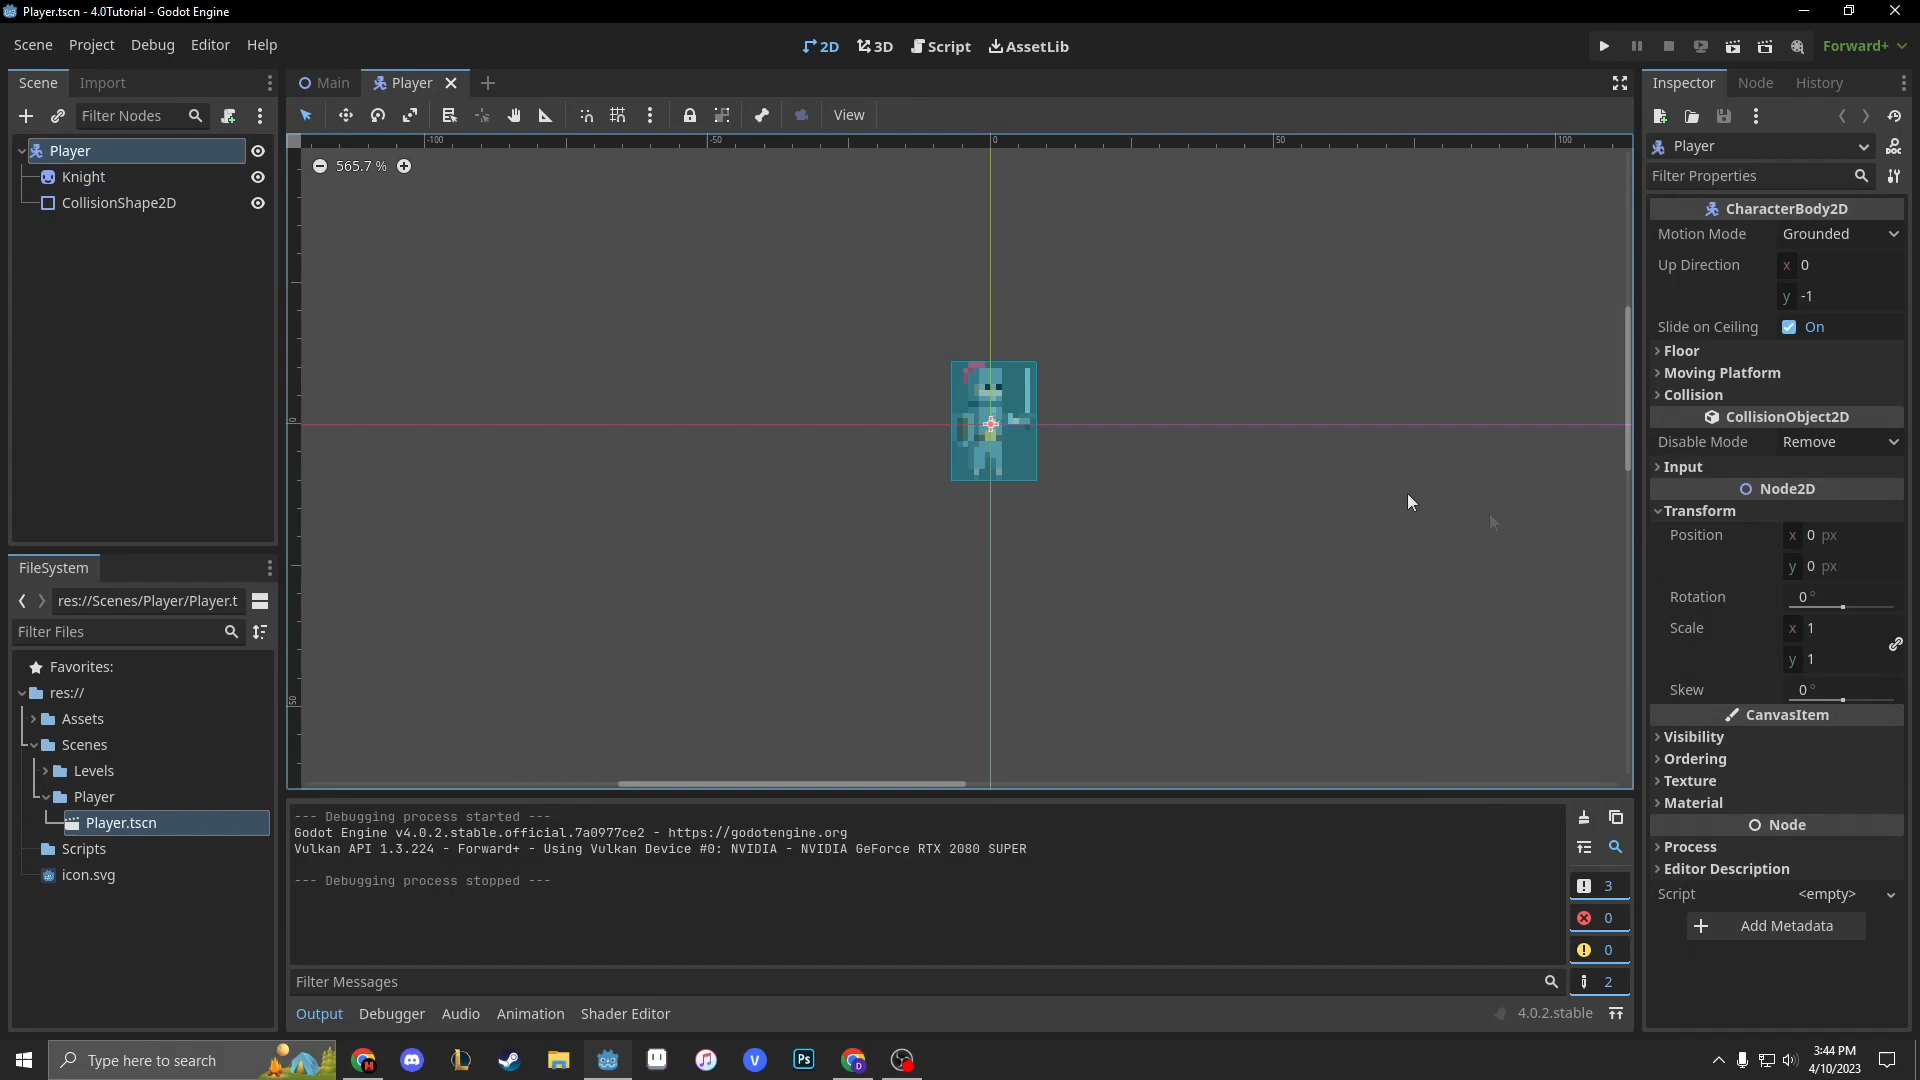 Player.tscn - 4.0Tutorial - Godot Engine
Scene Project Debug Editor Help
2D 3D Script AssetLib
Forward+
Scene Import
Filter Nodes
Player
Knight
CollisionShape2D
FileSystem
res://Scenes/Player/Player.t
Filter Files
Favorites:
res://
Assets
Scenes
Levels
Player
Player.tscn
Scripts
icon.svg
Main Player
View
-100 -50 0 50 100
565.7 %
0
50
--- Debugging process started ---
Godot Engine v4.0.2.stable.official.7a0977ce2 - https://godotengine.org
Vulkan API 1.3.224 - Forward+ - Using Vulkan Device #0: NVIDIA - NVIDIA GeForce RTX 2080 SUPER
--- Debugging process stopped ---
3
0
0
2
Filter Messages
Output Debugger Audio Animation Shader Editor
4.0.2.stable
Inspector Node History
Player
Filter Properties
CharacterBody2D
Motion Mode Grounded
Up Direction x 0
y -1
Slide on Ceiling On
Floor
Moving Platform
Collision
CollisionObject2D
Disable Mode Remove
Input
Node2D
Transform
Position x 0 px
y 0 px
Rotation 0 °
Scale x 1
y 1
Skew 0 °
CanvasItem
Visibility
Ordering
Texture
Material
Node
Process
Editor Description
Script <empty>
Add Metadata
Type here to search
M
V
Ps
D
3:44 PM
4/10/2023